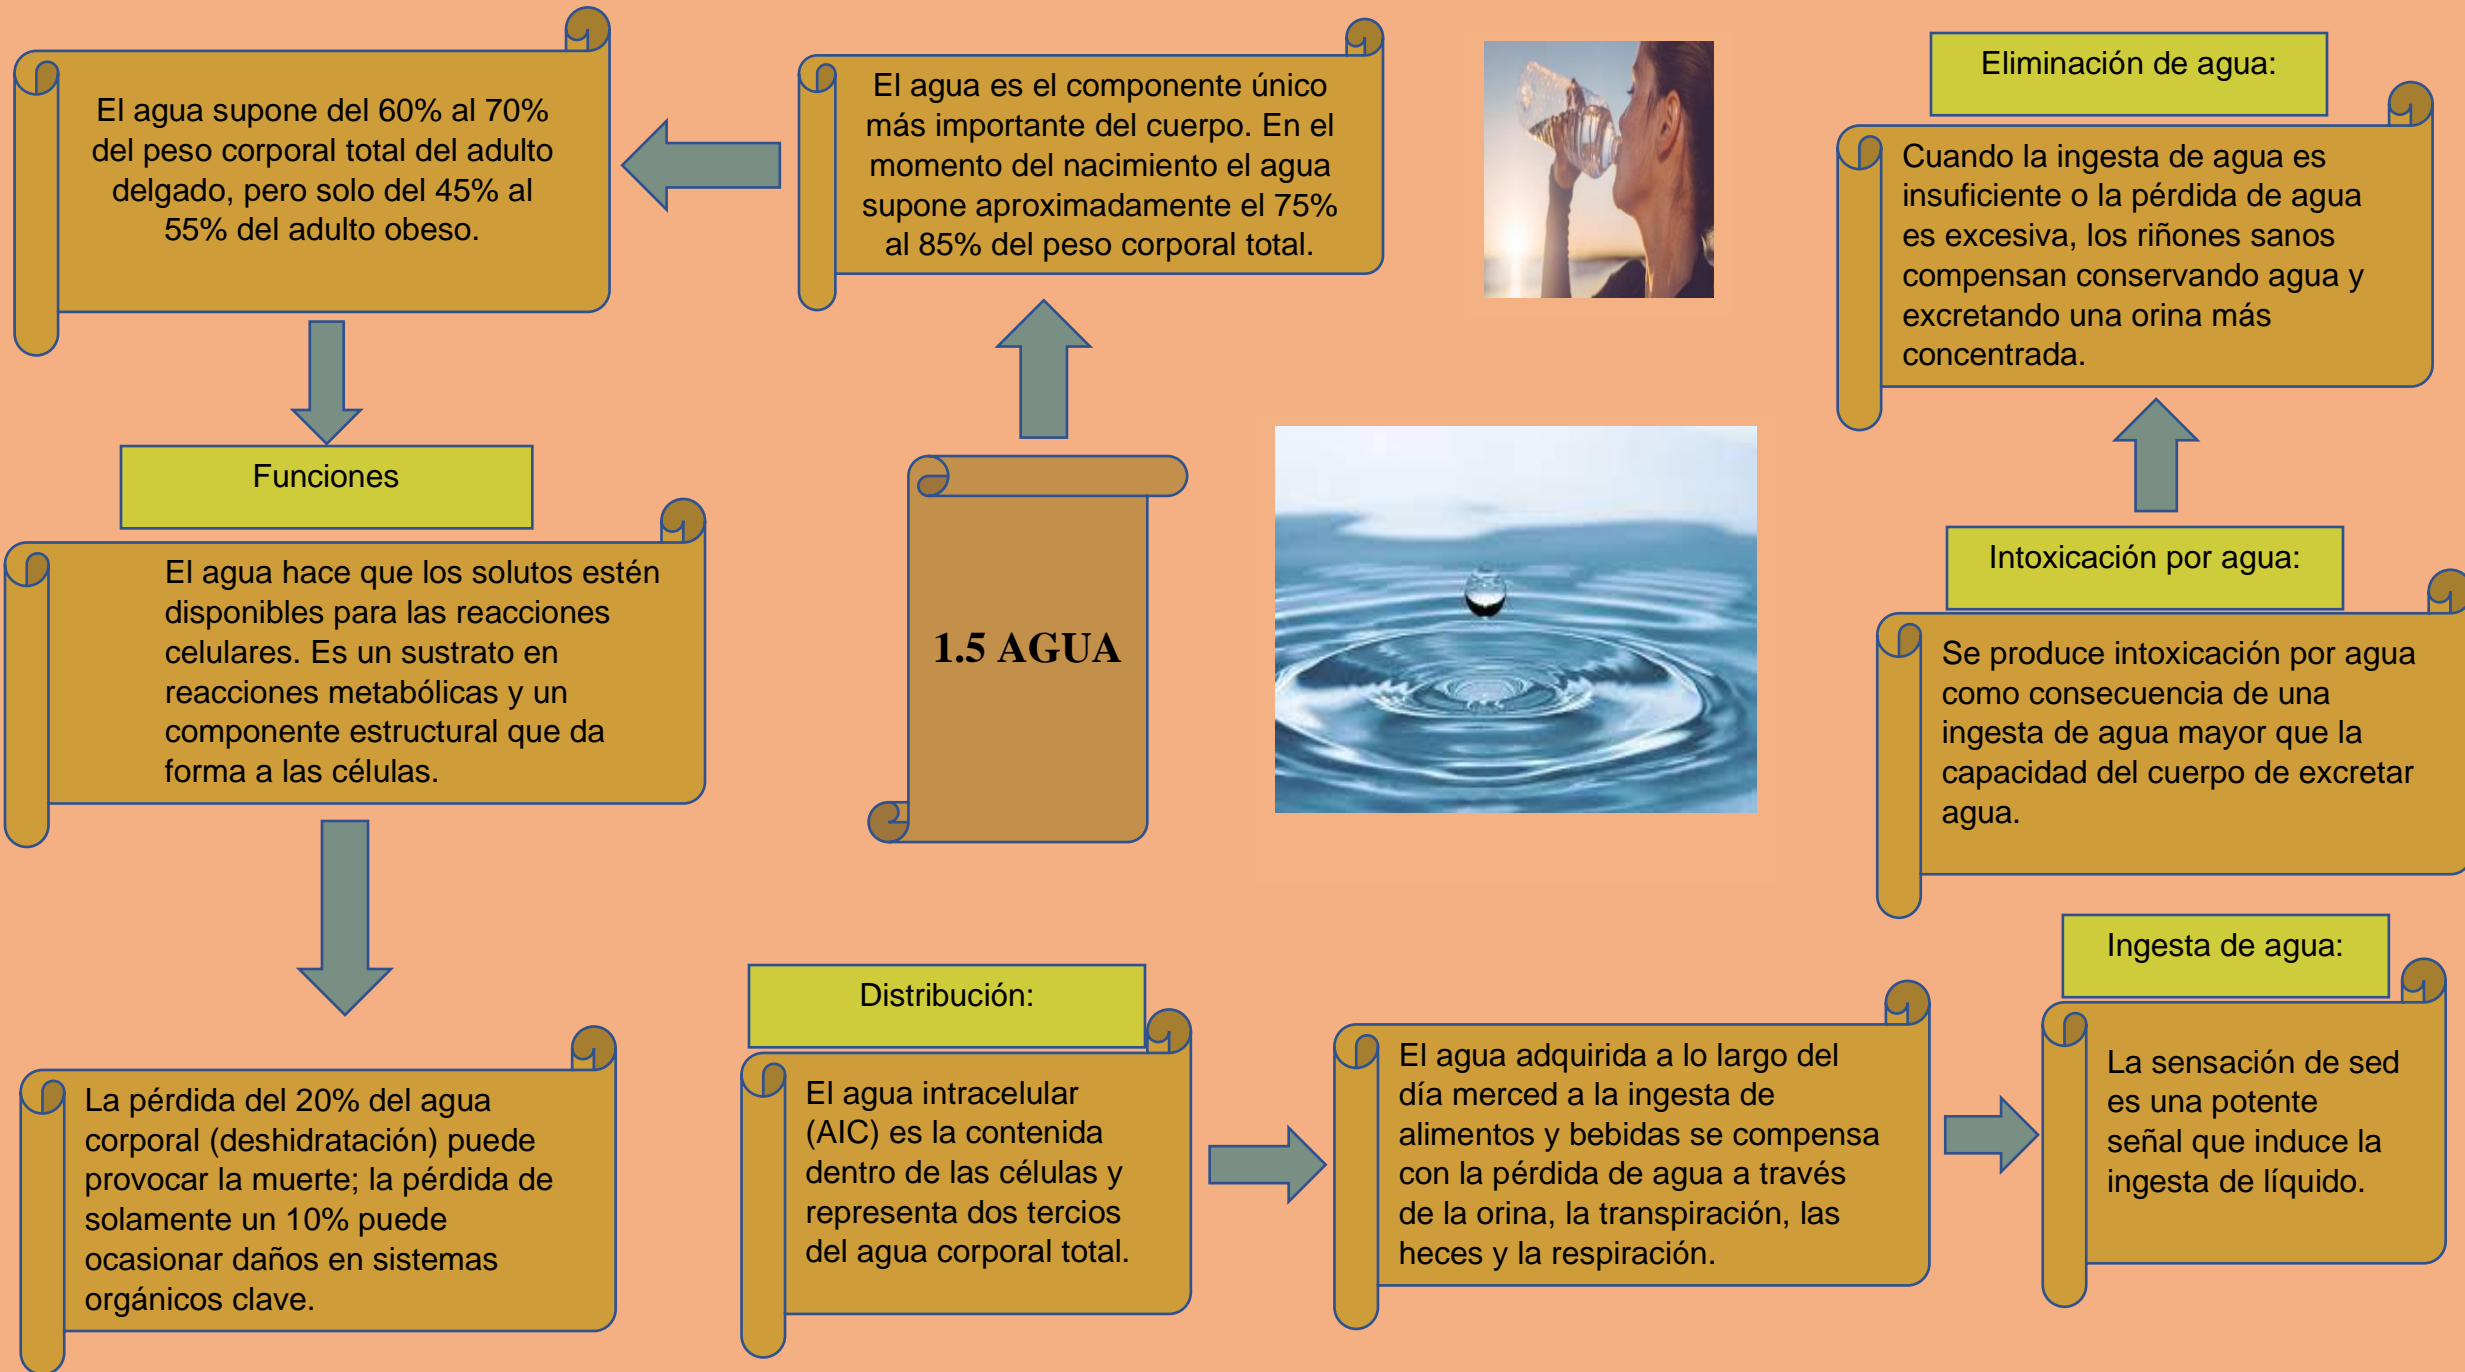 1.5 AGUA
El agua es el componente único
más importante del cuerpo. En el
momento del nacimiento el agua
supone aproximadamente el 75%
al 85% del peso corporal total.
El agua supone del 60% al 70%
del peso corporal total del adulto
delgado, pero solo del 45% al
55% del adulto obeso.
Funciones
El agua hace que los solutos estén
disponibles para las reacciones
celulares. Es un sustrato en
reacciones metabólicas y un
componente estructural que da
forma a las células.
La pérdida del 20% del agua
corporal (deshidratación) puede
provocar la muerte; la pérdida de
solamente un 10% puede
ocasionar daños en sistemas
orgánicos clave.
Distribución:
El agua intracelular
(AIC) es la contenida
dentro de las células y
representa dos tercios
del agua corporal total.
El agua adquirida a lo largo del
día merced a la ingesta de
alimentos y bebidas se compensa
con la pérdida de agua a través
de la orina, la transpiración, las
heces y la respiración.
Ingesta de agua:
La sensación de sed
es una potente
señal que induce la
ingesta de líquido.
Intoxicación por agua:
Se produce intoxicación por agua
como consecuencia de una
ingesta de agua mayor que la
capacidad del cuerpo de excretar
agua.
Eliminación de agua:
Cuando la ingesta de agua es
insuficiente o la pérdida de agua
es excesiva, los riñones sanos
compensan conservando agua y
excretando una orina más
concentrada.